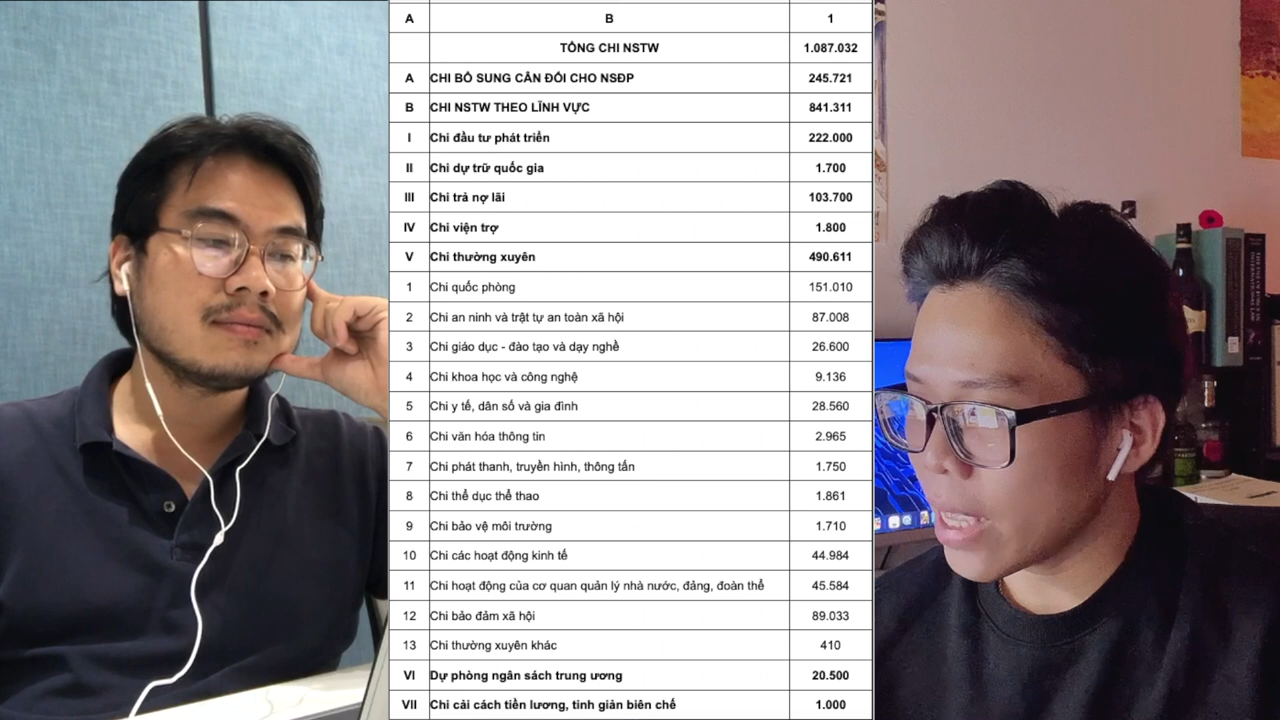 A B 1
TỔNG CHI NSTW 1.087.032
A CHI BỔ SUNG CÂN ĐỐI CHO NSĐP 245.721
B CHI NSTW THEO LĨNH VỰC 841.311
I Chi đầu tư phát triển 222.000
II Chi dự trữ quốc gia 1.700
III Chi trả nợ lãi 103.700
IV Chi viện trợ 1.800
V Chi thường xuyên 490.611
1 Chi quốc phòng 151.010
2 Chi an ninh và trật tự an toàn xã hội 87.008
3 Chi giáo dục - đào tạo và dạy nghề 26.600
4 Chi khoa học và công nghệ 9.136
5 Chi y tế, dân số và gia đình 28.560
6 Chi văn hóa thông tin 2.965
7 Chi phát thanh, truyền hình, thông tấn 1.750
8 Chi thể dục thể thao 1.861
9 Chi bảo vệ môi trường 1.710
10 Chi các hoạt động kinh tế 44.984
11 Chi hoạt động của cơ quan quản lý nhà nước, đảng, đoàn thể 45.584
12 Chi bảo đảm xã hội 89.033
13 Chi thường xuyên khác 410
VI Dự phòng ngân sách trung ương 20.500
VII Chi cải cách tiền lương, tinh giản biên chế 1.000